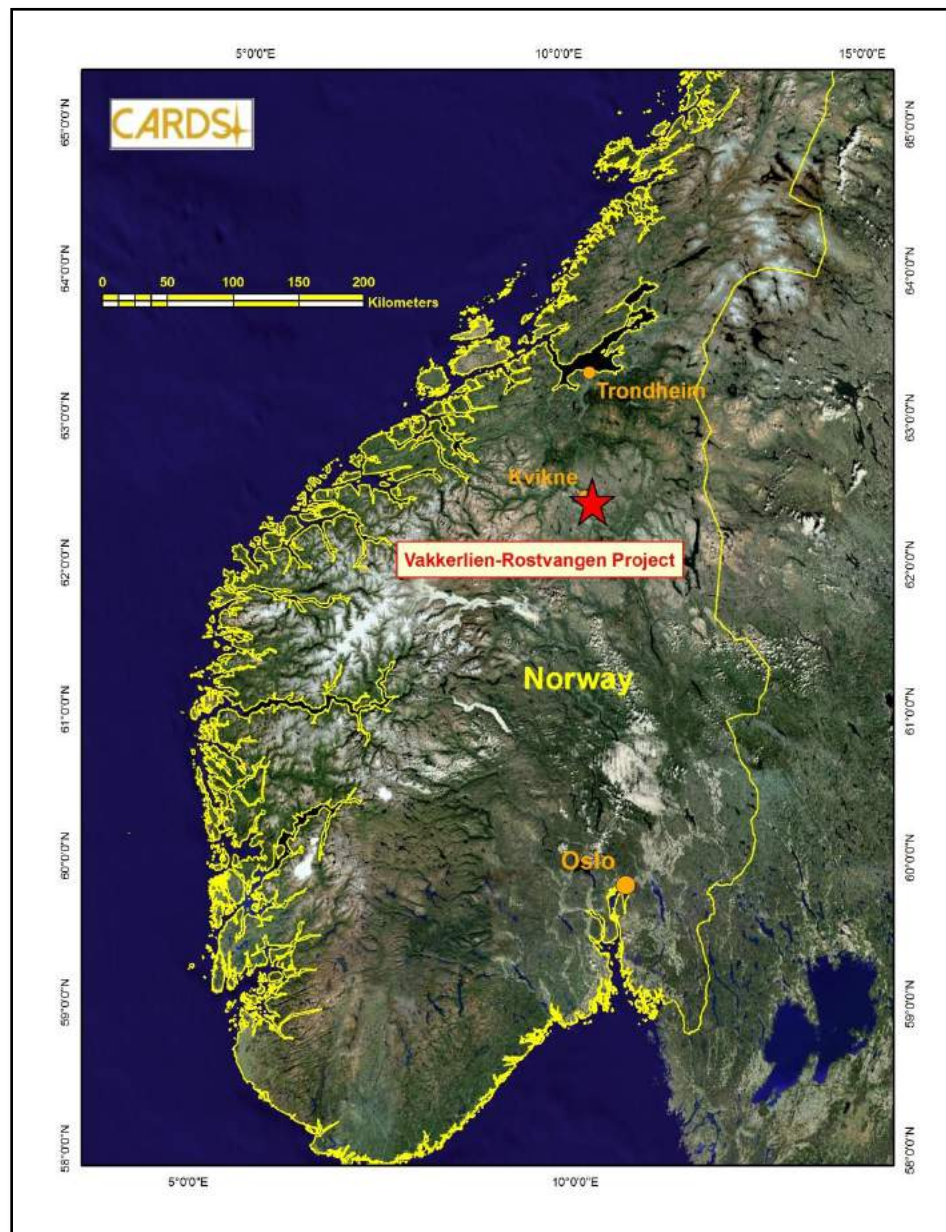 5°0'0"E 10°0'0"E 15°0'0"E
CARDS
65°0'0"N 65°0'0"N
64°0'0"N 64°0'0"N
0 50 100 150 200
Kilometers
Trondheim
63°0'0"N 63°0'0"N
Kvikne
Vakkerlien-Rostvangen Project
62°0'0"N 62°0'0"N
Norway
61°0'0"N 61°0'0"N
Oslo
60°0'0"N 60°0'0"N
59°0'0"N 59°0'0"N
58°0'0"N 58°0'0"N
5°0'0"E 10°0'0"E